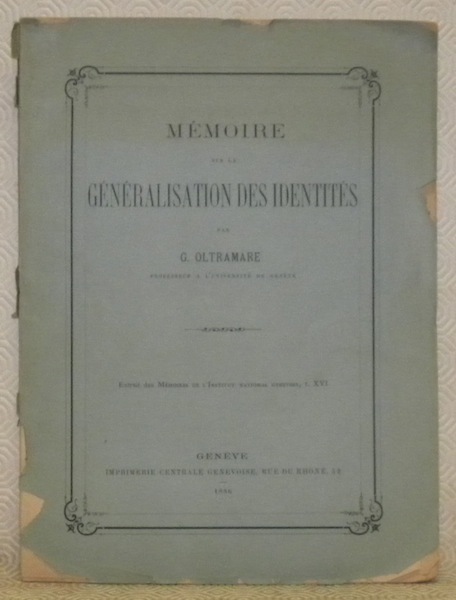 MÉMOIRE
SUR LA
GÉNÉRALISATION DES IDENTITÉS
PAR
G. OLTRAMARE
PROFESSEUR A L'UNIVERSITÉ DE GENÈVE
Extrait des Mémoires de l'Institut national genevois, t. XVI
GENÈVE
IMPRIMERIE CENTRALE GENEVOISE, RUE DU RHONE, 52
1886